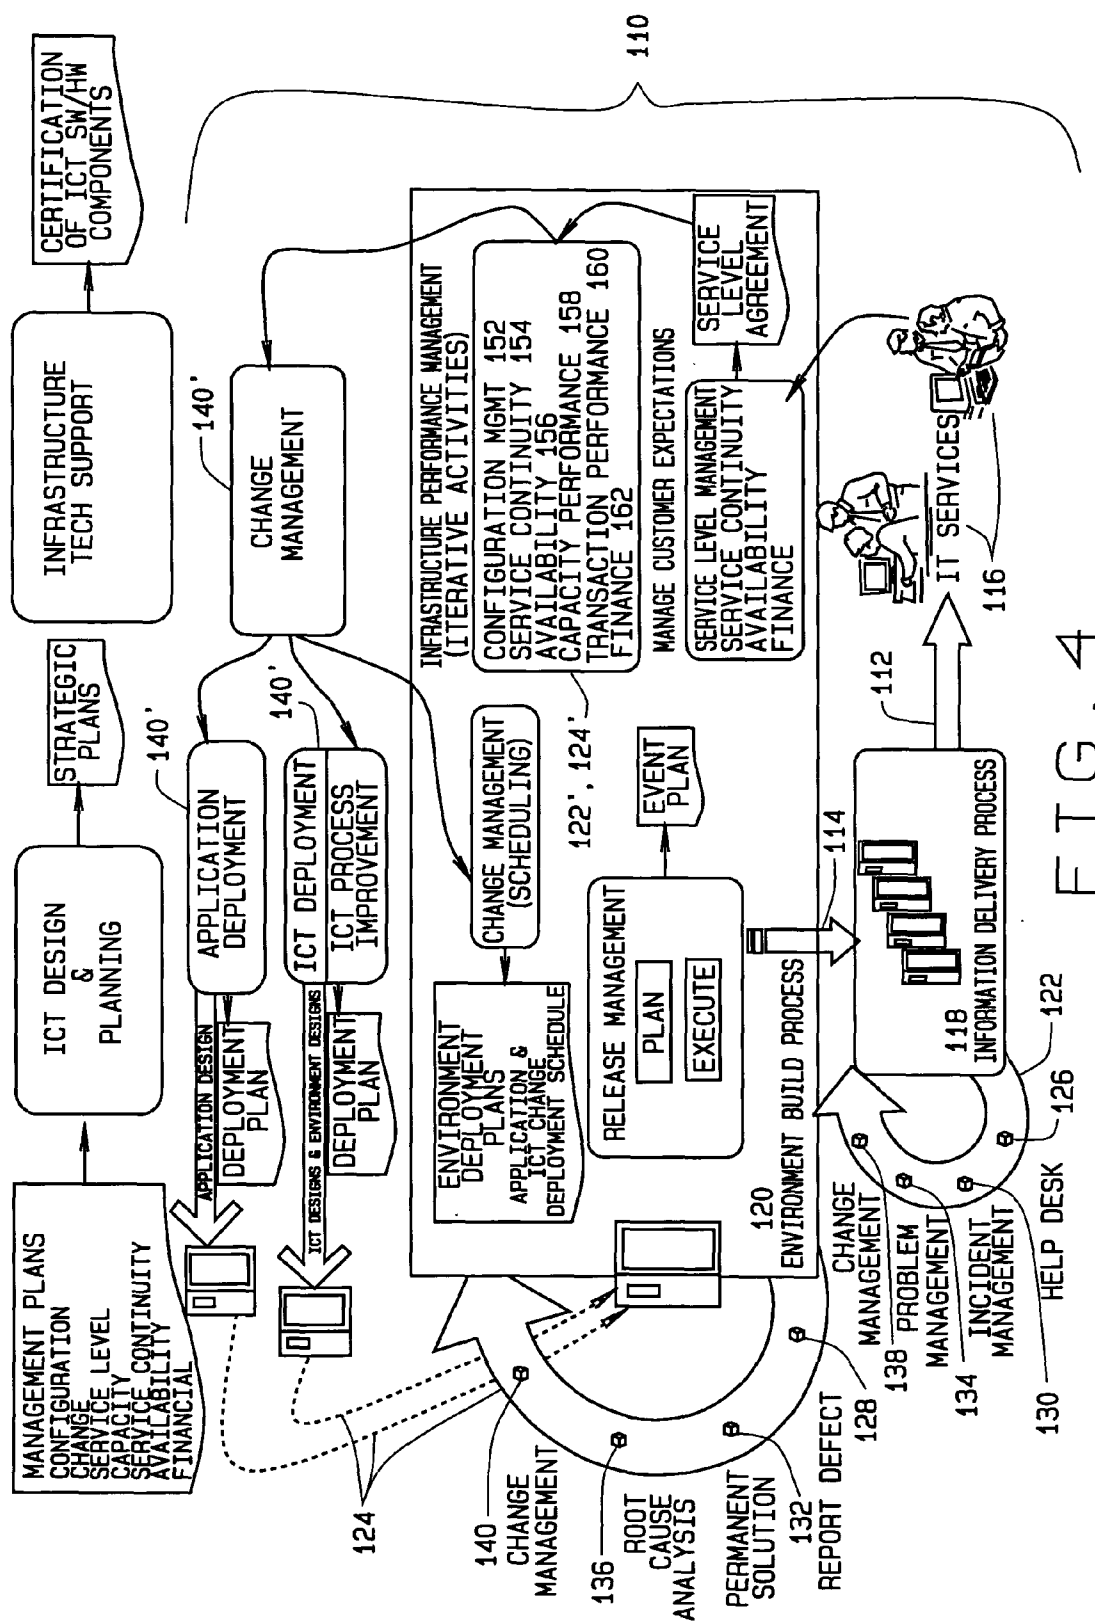 MANAGEMENT PLANS
CONFIGURATION
CHANGE
SERVICE LEVEL
CAPACITY
SERVICE CONTINUITY
AVAILABILITY
FINANCIAL
ICT DESIGN
&
PLANNING
STRATEGIC
PLANS
INFRASTRUCTURE
TECH SUPPORT
CERTIFICATION
OF ICT SW/HW
COMPONENTS
APPLICATION DESIGN
DEPLOYMENT
PLAN
APPLICATION
DEPLOYMENT
140'
ICT DESIGNS & ENVIRONMENT DESIGNS
DEPLOYMENT
PLAN
ICT DEPLOYMENT
ICT PROCESS
IMPROVEMENT
140'
CHANGE
MANAGEMENT
140'
110
124
140
CHANGE
MANAGEMENT
136
ROOT
CAUSE
ANALYSIS
PERMANENT
SOLUTION
132
REPORT DEFECT
128
ENVIRONMENT
DEPLOYMENT
PLANS
APPLICATION &
ICT CHANGE
DEPLOYMENT SCHEDULE
CHANGE MANAGEMENT
(SCHEDULING)
INFRASTRUCTURE PERFORMANCE MANAGEMENT
(ITERATIVE ACTIVITIES)
CONFIGURATION MGMT 152
SERVICE CONTINUITY 154
AVAILABILITY 156
CAPACITY PERFORMANCE 158
TRANSACTION PERFORMANCE 160
FINANCE 162
122', 124'
RELEASE MANAGEMENT
PLAN
EXECUTE
EVENT
PLAN
MANAGE CUSTOMER EXPECTATIONS
SERVICE LEVEL MANAGEMENT
SERVICE CONTINUITY
AVAILABILITY
FINANCE
SERVICE
LEVEL
AGREEMENT
120
ENVIRONMENT BUILD PROCESS
114
CHANGE
MANAGEMENT
138
PROBLEM
MANAGEMENT
134
INCIDENT
MANAGEMENT
130
HELP DESK
126
122
118
INFORMATION DELIVERY PROCESS
112
IT SERVICES
116
FIG. 4